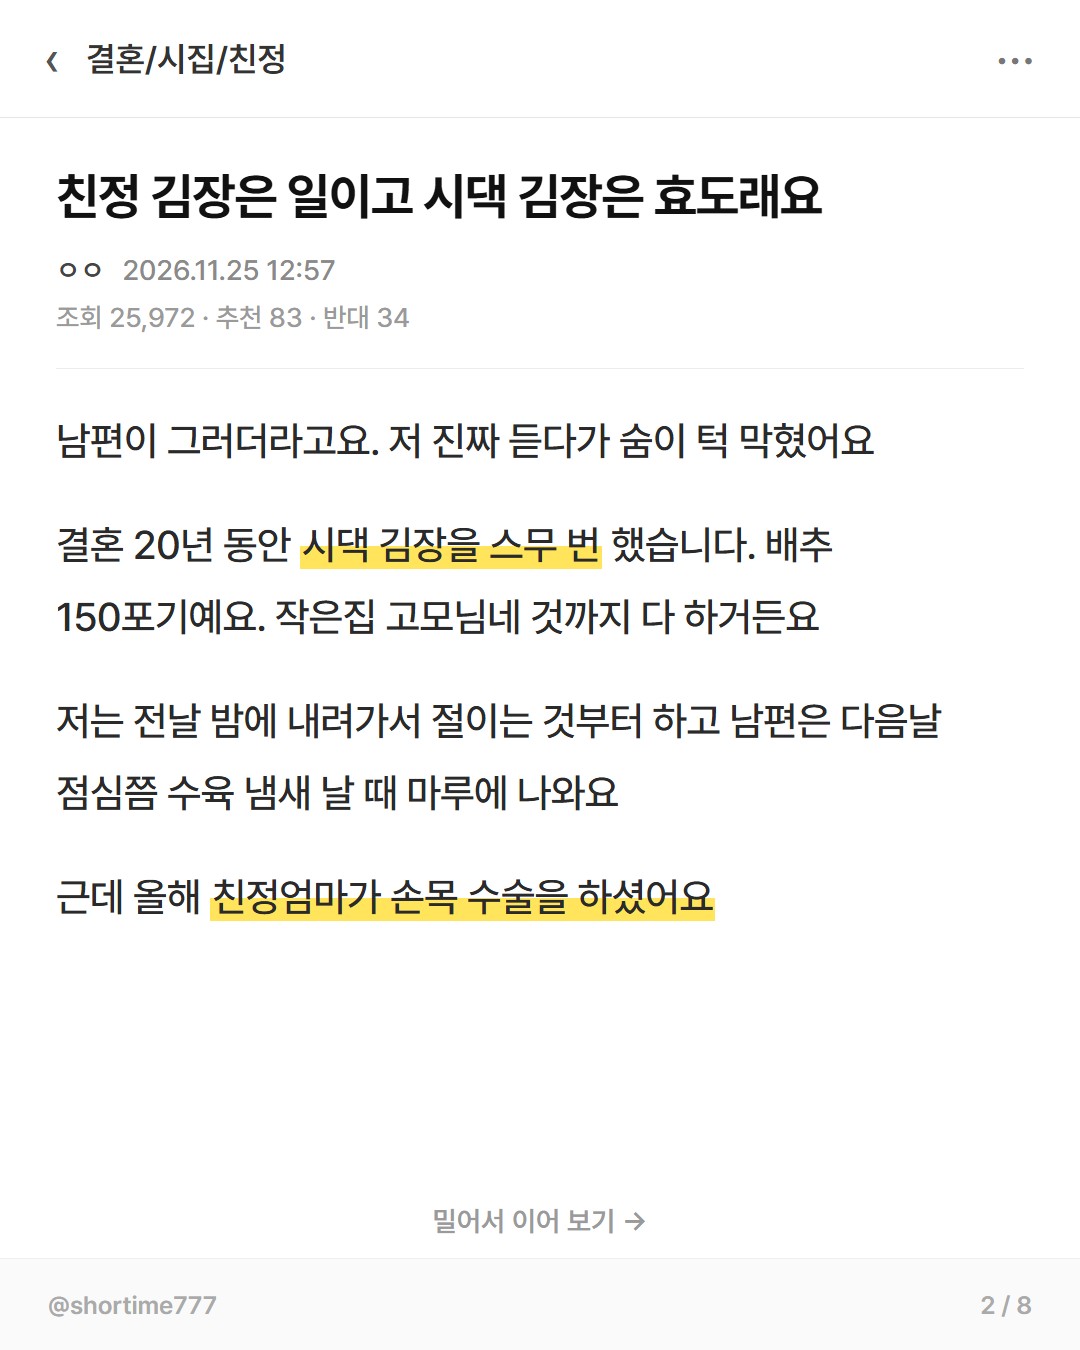 결혼/시집/친정
친정 김장은 일이고 시댁 김장은 효도래요
ㅇㅇ 2026.11.25 12:57
조회 25,972 · 추천 83 · 반대 34
남편이 그러더라고요. 저 진짜 듣다가 숨이 턱 막혔어요
결혼 20년 동안 시댁 김장을 스무 번 했습니다. 배추
150포기예요. 작은집 고모님네 것까지 다 하거든요
저는 전날 밤에 내려가서 절이는 것부터 하고 남편은 다음날
점심쯤 수육 냄새 날 때 마루에 나와요
근데 올해 친정엄마가 손목 수술을 하셨어요
밀어서 이어 보기 →
@shortime777
2 / 8